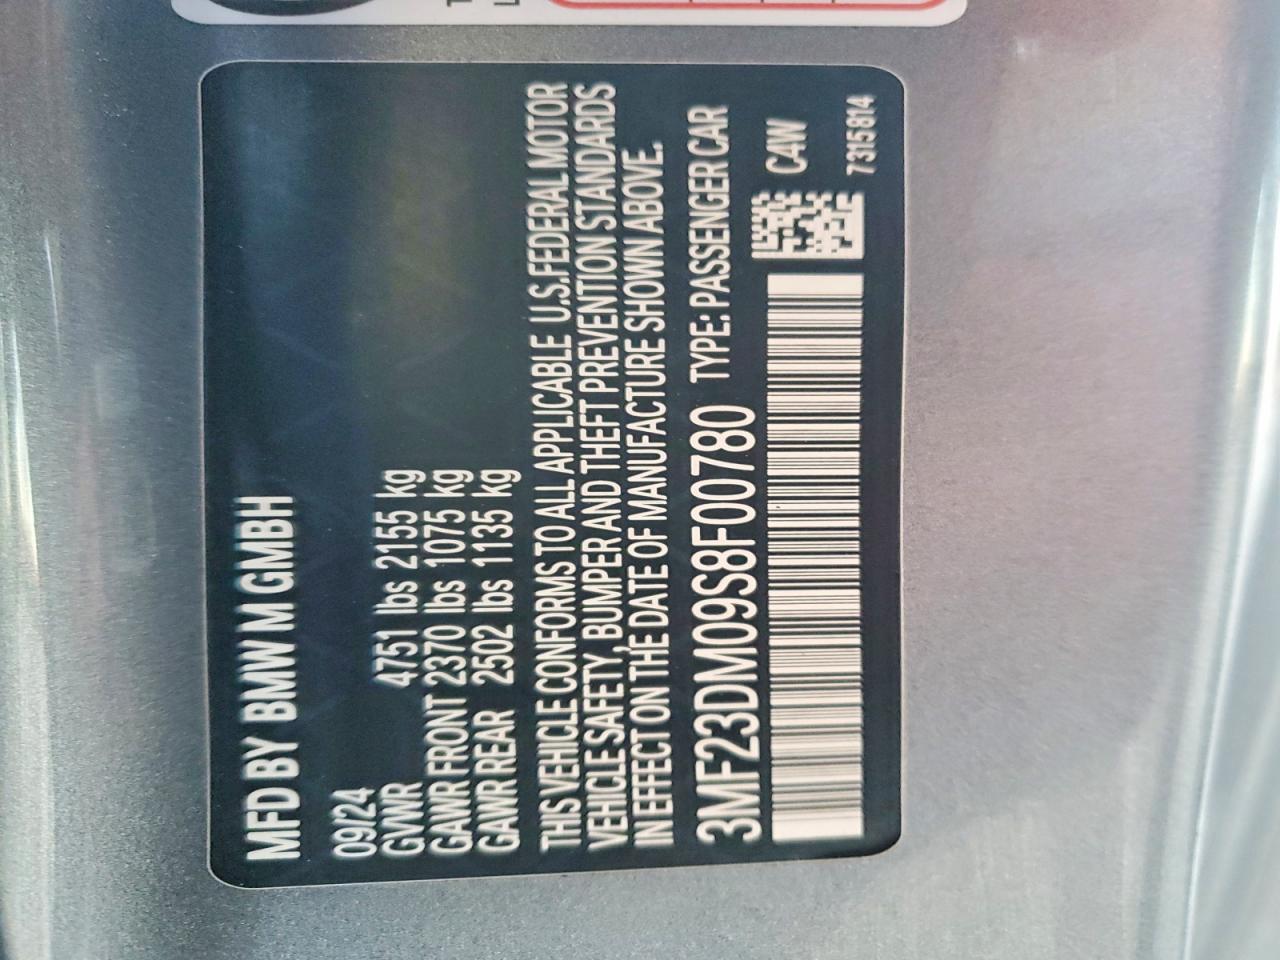 MFD BY BMW M GMBH
09/24
GVWR 4751 lbs 2155 kg
GAWR FRONT 2370 lbs 1075 kg
GAWR REAR 2502 lbs 1135 kg
THIS VEHICLE CONFORMS TO ALL APPLICABLE U.S.FEDERAL MOTOR
VEHICLE SAFETY, BUMPER AND THEFT PREVENTION STANDARDS
IN EFFECT ON THE DATE OF MANUFACTURE SHOWN ABOVE.
3MF23DM09S8F00780 TYPE: PASSENGER CAR
C4W
7315814